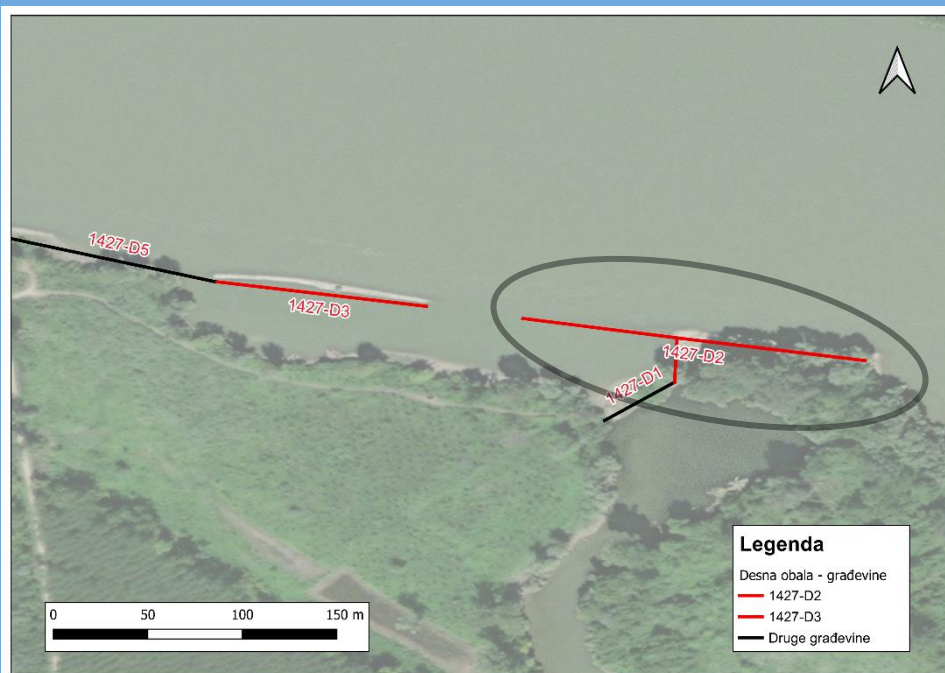 1427-D5
1427-D3
1427-D2
1427-D1
Legenda
Desna obala - građevine
1427-D2
1427-D3
Druge građevine
0 50 100 150 m